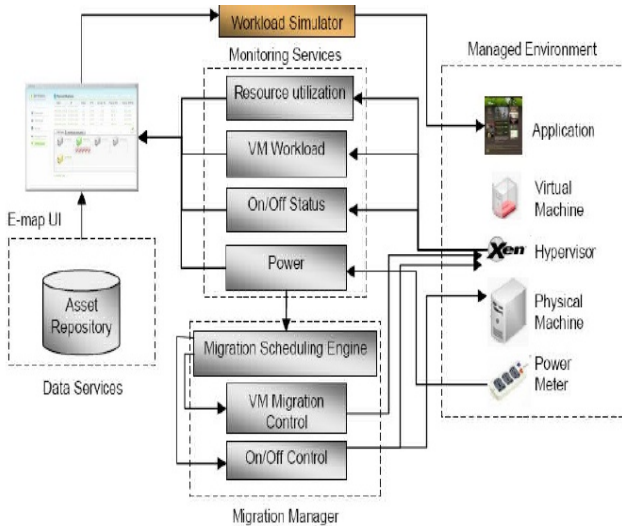 Workload Simulator
Monitoring Services
Managed Environment
Resource utilization
Application
VM Workload
Virtual
Machine
On/Off Status
E-map UI
Xen
Hypervisor
Power
Asset
Repository
Physical
Machine
Migration Scheduling Engine
Data Services
Power
Meter
VM Migration
Control
On/Off Control
Migration Manager